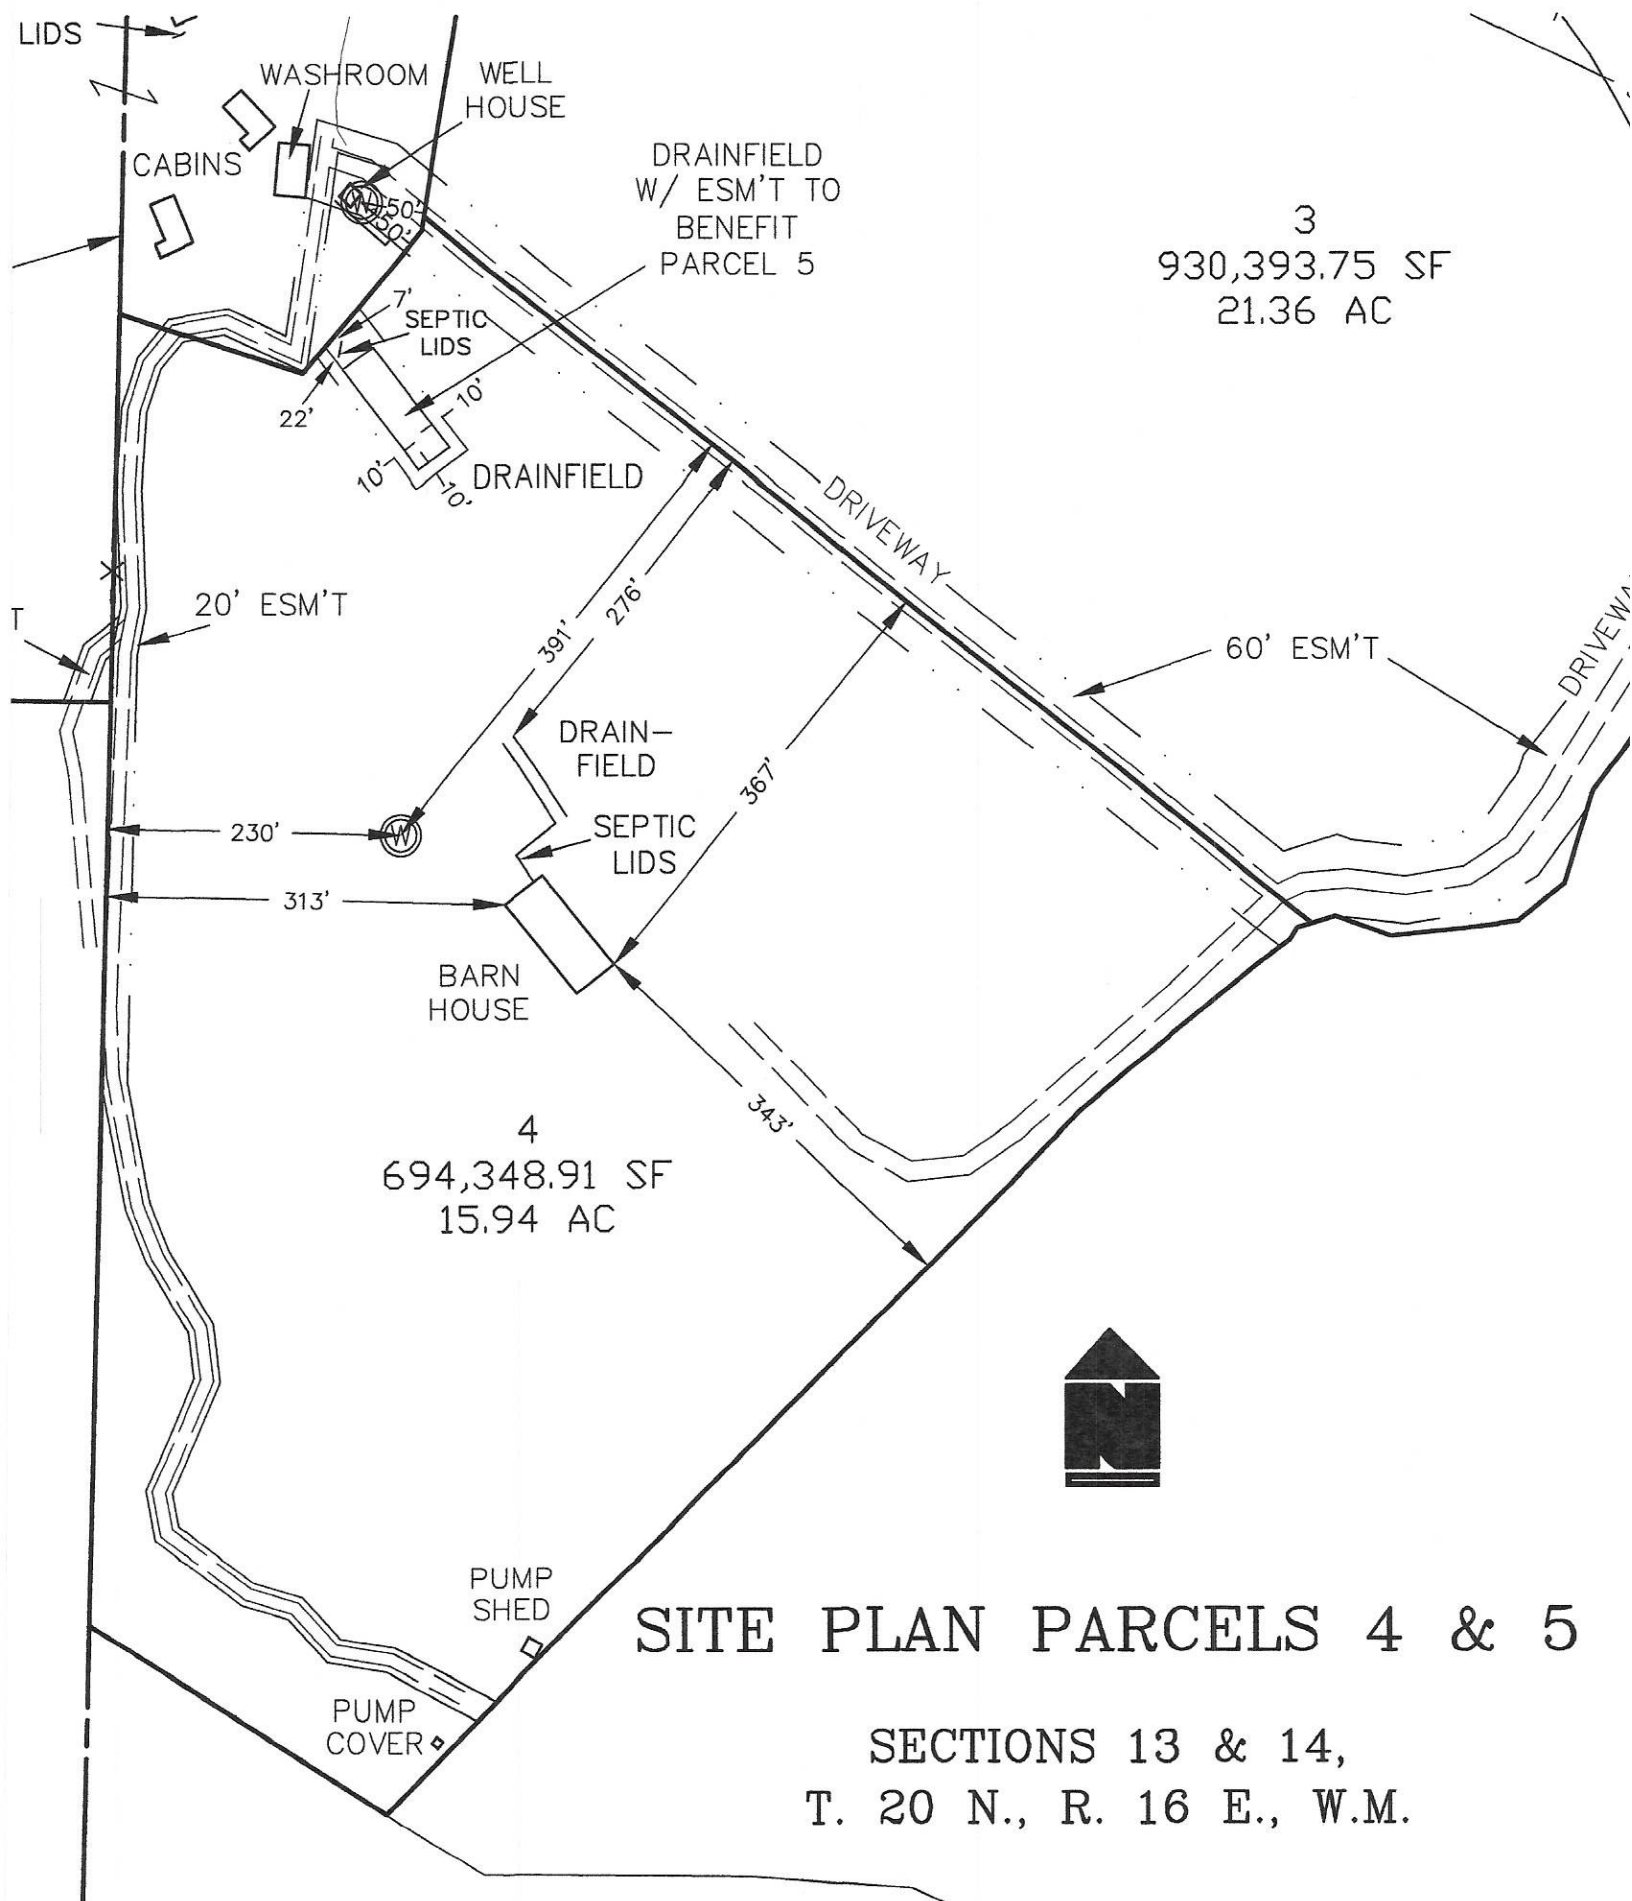 LIDS
WASHROOM
WELL
HOUSE
CABINS
DRAINFIELD
W/ ESM'T TO
BENEFIT
PARCEL 5
W
50'
50'
3
930,393.75 SF
21.36 AC
7'
SEPTIC
LIDS
22'
10'
10'
10'
DRAINFIELD
DRIVEWAY
20' ESM'T
T
391'
276'
60' ESM'T
DRIVEWA
DRAIN-
FIELD
367'
230'
W
SEPTIC
LIDS
313'
BARN
HOUSE
343'
4
694,348.91 SF
15.94 AC
N
PUMP
SHED
SITE PLAN PARCELS 4 & 5
PUMP
COVER
SECTIONS 13 & 14,
T. 20 N., R. 16 E., W.M.